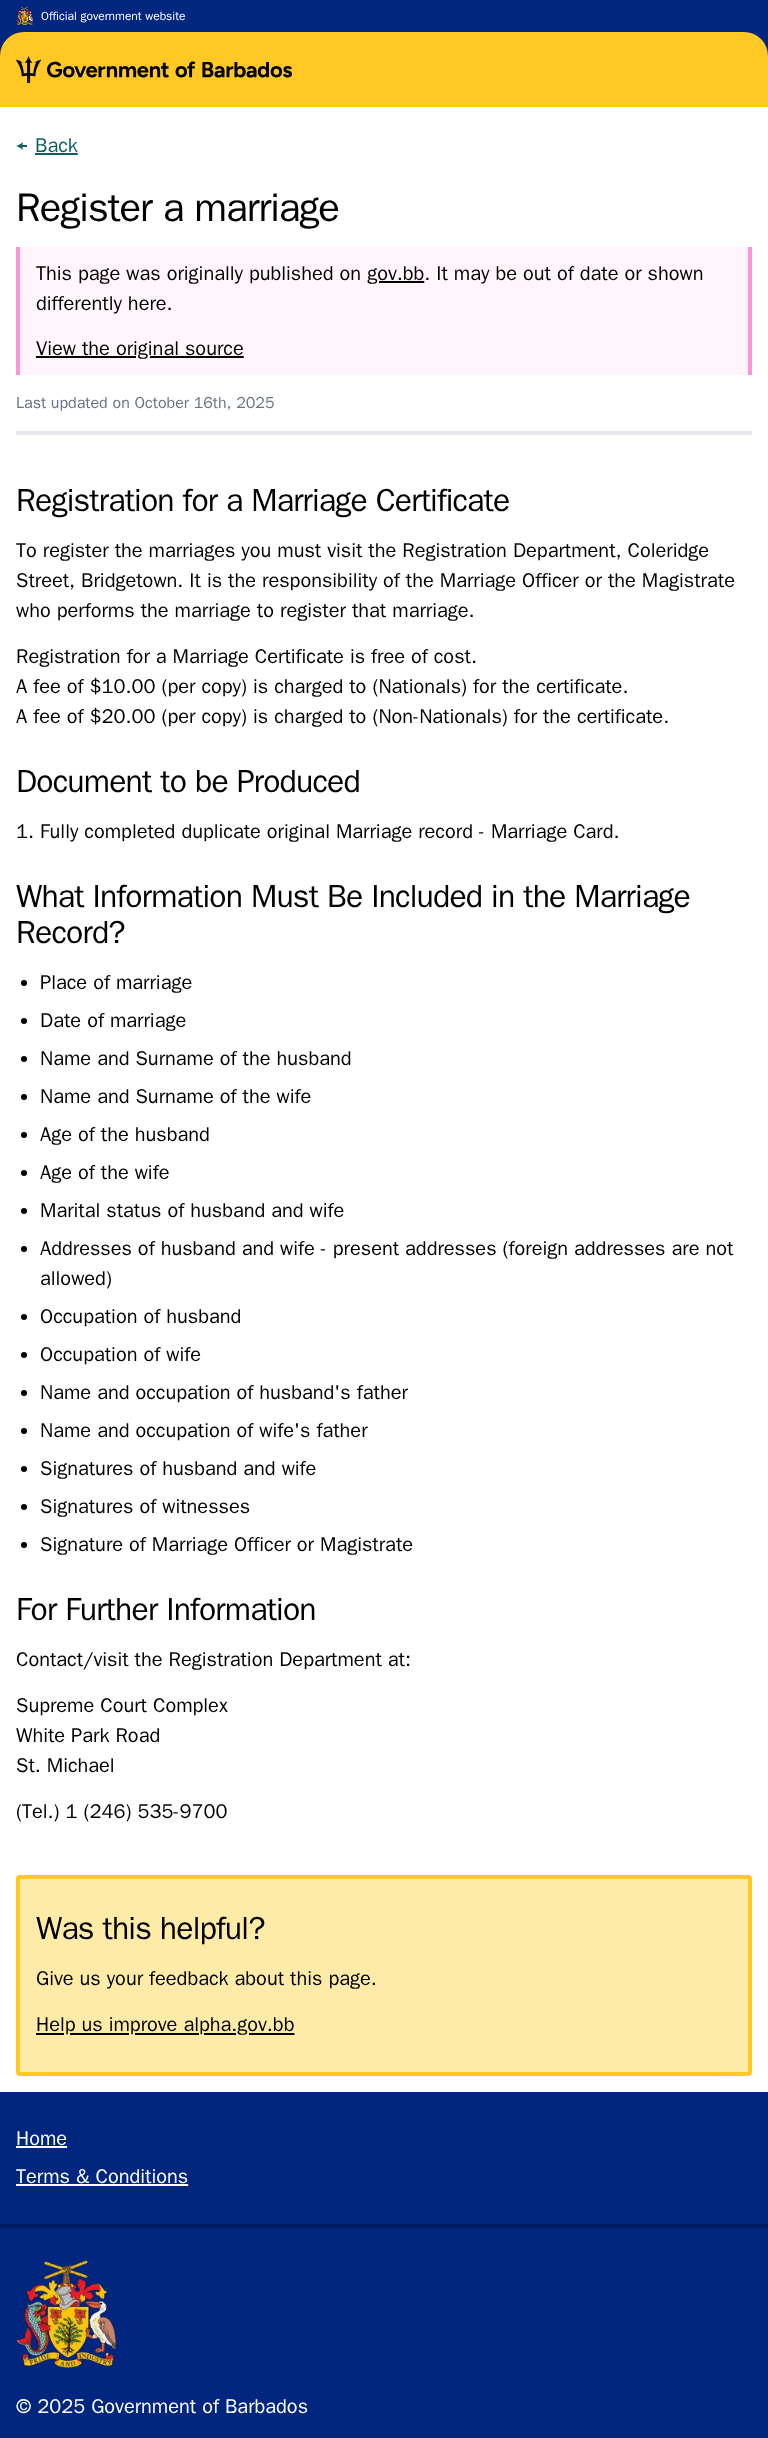 Official government website
Government of Barbados
← Back
Register a marriage
This page was originally published on gov.bb. It may be out of date or shown
differently here.
View the original source
Last updated on October 16th, 2025
Registration for a Marriage Certificate
To register the marriages you must visit the Registration Department, Coleridge
Street, Bridgetown. It is the responsibility of the Marriage Officer or the Magistrate
who performs the marriage to register that marriage.
Registration for a Marriage Certificate is free of cost.
A fee of $10.00 (per copy) is charged to (Nationals) for the certificate.
A fee of $20.00 (per copy) is charged to (Non-Nationals) for the certificate.
Document to be Produced
1. Fully completed duplicate original Marriage record - Marriage Card.
What Information Must Be Included in the Marriage
Record?
• Place of marriage
• Date of marriage
• Name and Surname of the husband
• Name and Surname of the wife
• Age of the husband
• Age of the wife
• Marital status of husband and wife
• Addresses of husband and wife - present addresses (foreign addresses are not
allowed)
• Occupation of husband
• Occupation of wife
• Name and occupation of husband's father
• Name and occupation of wife's father
• Signatures of husband and wife
• Signatures of witnesses
• Signature of Marriage Officer or Magistrate
For Further Information
Contact/visit the Registration Department at:
Supreme Court Complex
White Park Road
St. Michael
(Tel.) 1 (246) 535-9700
Was this helpful?
Give us your feedback about this page.
Help us improve alpha.gov.bb
Home
Terms & Conditions
PRIDE AND INDUSTRY
© 2025 Government of Barbados